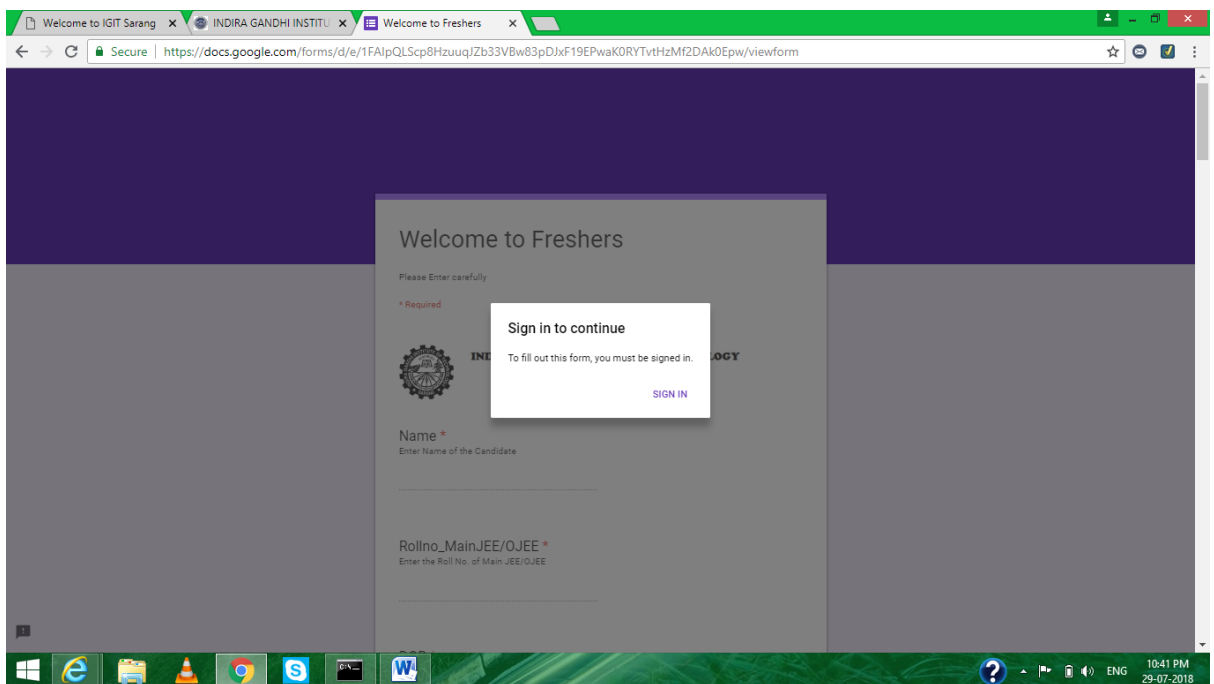 Welcome to IGIT Sarang
INDIRA GANDHI INSTITU
Welcome to Freshers
Secure
https://docs.google.com/forms/d/e/1FAIpQLScp8HzuuqJZb33VBw83pDJxF19EPwaK0RYTvtHzMf2DAk0Epw/viewform
Welcome to Freshers
Please Enter carefully
* Required
Sign in to continue
To fill out this form, you must be signed in.
SIGN IN
IND
LOGY
Name *
Enter Name of the Candidate
Rollno_MainJEE/OJEE *
Enter the Roll No. of Main JEE/OJEE
ENG
10:41 PM
29-07-2018